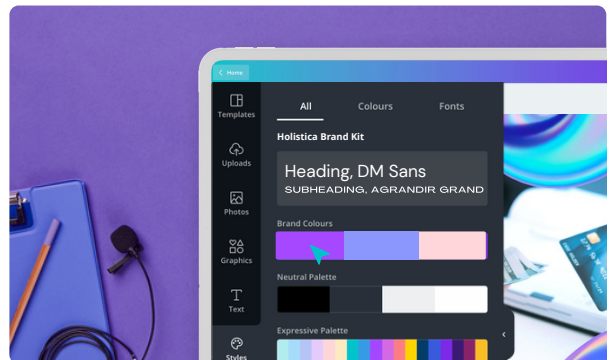 Home
Templates
Uploads
Photos
Graphics
Text
Styles
All Colours Fonts
Holistica Brand Kit
Heading, DM Sans
SUBHEADING, AGRANDIR GRAND
Brand Colours
Neutral Palette
Expressive Palette